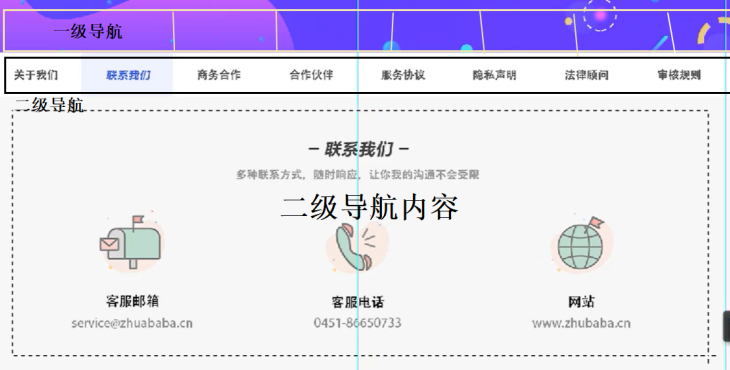 一级导航
关于我们 联系我们 商务合作 合作伙伴 服务协议 隐私声明 法律顾问 审核规则
二级导航
– 联系我们 –
多种联系方式，随时响应，让你我的沟通不会受限
二级导航内容
客服邮箱 客服电话 网站
service@zhuababa.cn 0451-86650733 www.zhubaba.cn